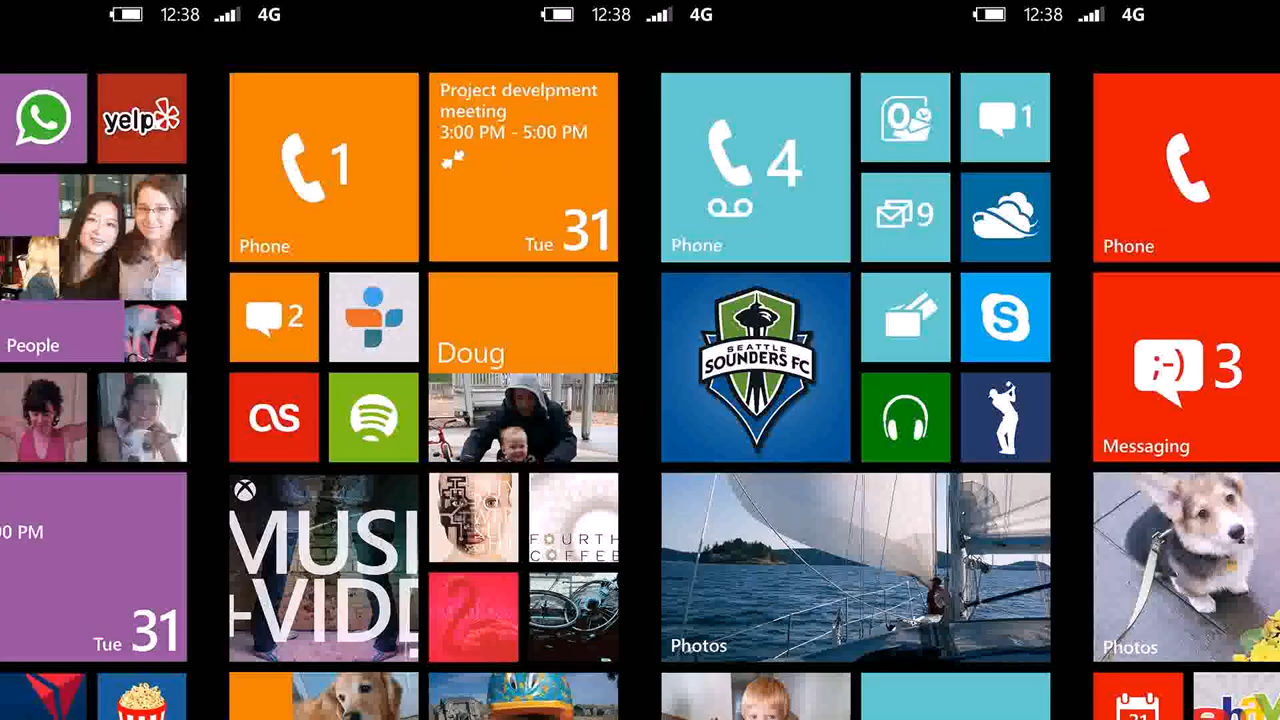 12:38
4G
12:38
4G
12:38
4G
yelp
People
00 PM
Tue 31
1
Phone
Project develpment
meeting
3:00 PM - 5:00 PM
Tue 31
2
Doug
MUSI
+VIDE
FOURTH
COFFEE
2
4
Phone
O
1
9
S
SEATTLE
SOUNDERS FC
Photos
Phone
;-) 3
Messaging
Photos
31
ebay